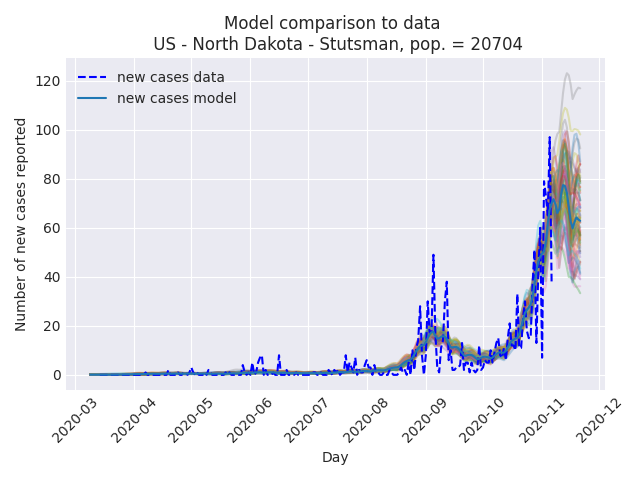 Model comparison to data
US - North Dakota - Stutsman, pop. = 20704
new cases data
new cases model
Number of new cases reported
120
100
80
60
40
20
0
2020-03
2020-04
2020-05
2020-06
2020-07
2020-08
2020-09
2020-10
2020-11
2020-12
Day